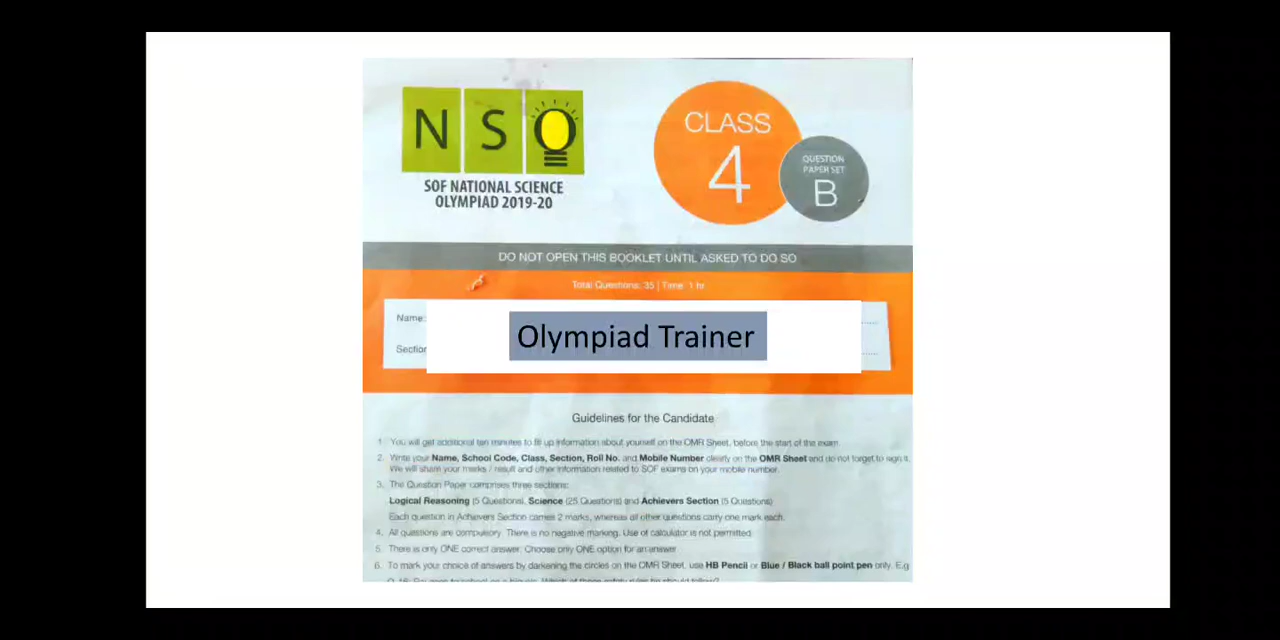 NSO
SOF NATIONAL SCIENCE
OLYMPIAD 2019-20
CLASS
4
QUESTION
PAPER SET
B
DO NOT OPEN THIS BOOKLET UNTIL ASKED TO DO SO
Total Questions: 35 | Time: 1 hr
Name:
Section
Olympiad Trainer
Guidelines for the Candidate
1. You will get additional ten minutes to fill up information about yourself on the OMR Sheet, before the start of the exam.
2. Write your Name, School Code, Class, Section, Roll No. and Mobile Number clearly on the OMR Sheet and do not forget to sign it.
We will share your marks / result and other information related to SOF exams on your mobile number.
3. The Question Paper comprises three sections:
Logical Reasoning (5 Questions), Science (25 Questions) and Achievers Section (5 Questions)
Each question in Achievers Section carries 2 marks, whereas all other questions carry one mark each.
4. All questions are compulsory. There is no negative marking. Use of calculator is not permitted.
5. There is only ONE correct answer. Choose only ONE option for an answer.
6. To mark your choice of answers by darkening the circles on the OMR Sheet, use HB Pencil or Blue / Black ball point pen only. E.g.